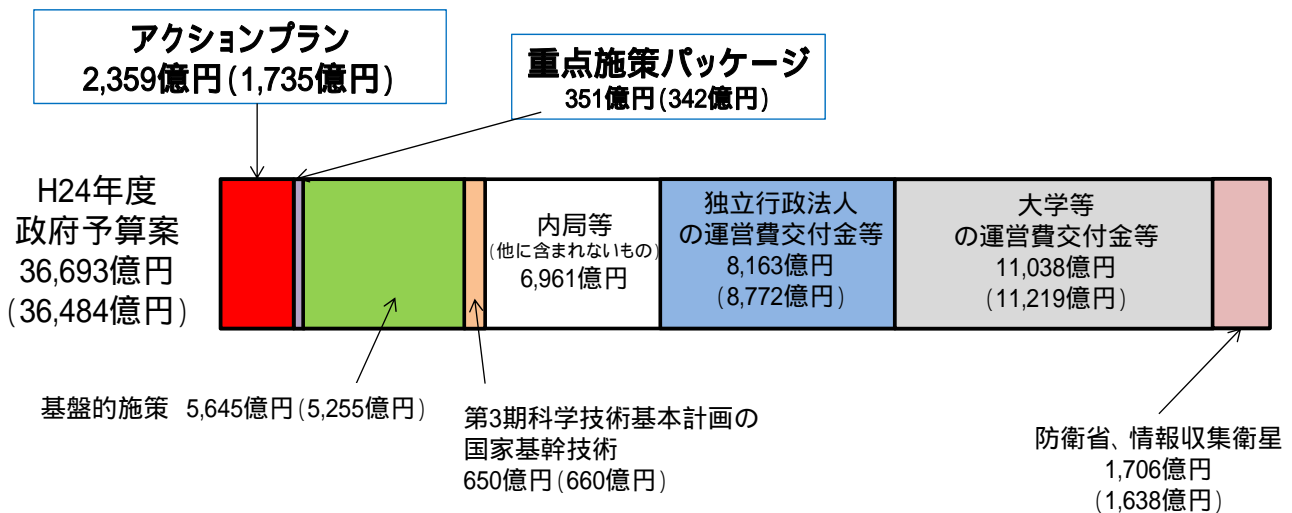 アクションプラン
2,359億円(1,735億円)
重点施策パッケージ
351億円(342億円)
H24年度
政府予算案
36,693億円
(36,484億円)
内局等
(他に含まれないもの)
6,961億円
独立行政法人
の運営費交付金等
8,163億円
(8,772億円)
大学等
の運営費交付金等
11,038億円
(11,219億円)
基盤的施策 5,645億円(5,255億円)
第3期科学技術基本計画の
国家基幹技術
650億円(660億円)
防衛省、情報収集衛星
1,706億円
(1,638億円)